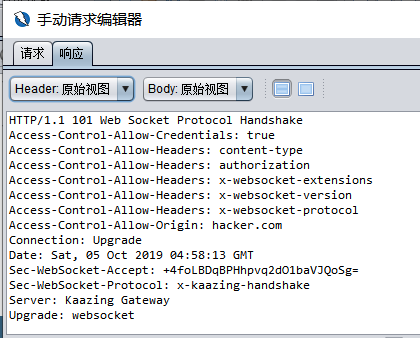 手动请求编辑器
请求 响应
Header: 原始视图 Body: 原始视图
HTTP/1.1 101 Web Socket Protocol Handshake
Access-Control-Allow-Credentials: true
Access-Control-Allow-Headers: content-type
Access-Control-Allow-Headers: authorization
Access-Control-Allow-Headers: x-websocket-extensions
Access-Control-Allow-Headers: x-websocket-version
Access-Control-Allow-Headers: x-websocket-protocol
Access-Control-Allow-Origin: hacker.com
Connection: Upgrade
Date: Sat, 05 Oct 2019 04:58:13 GMT
Sec-WebSocket-Accept: +4foLBDqBPHhpvq2dO1baVJQoSg=
Sec-WebSocket-Protocol: x-kaazing-handshake
Server: Kaazing Gateway
Upgrade: websocket